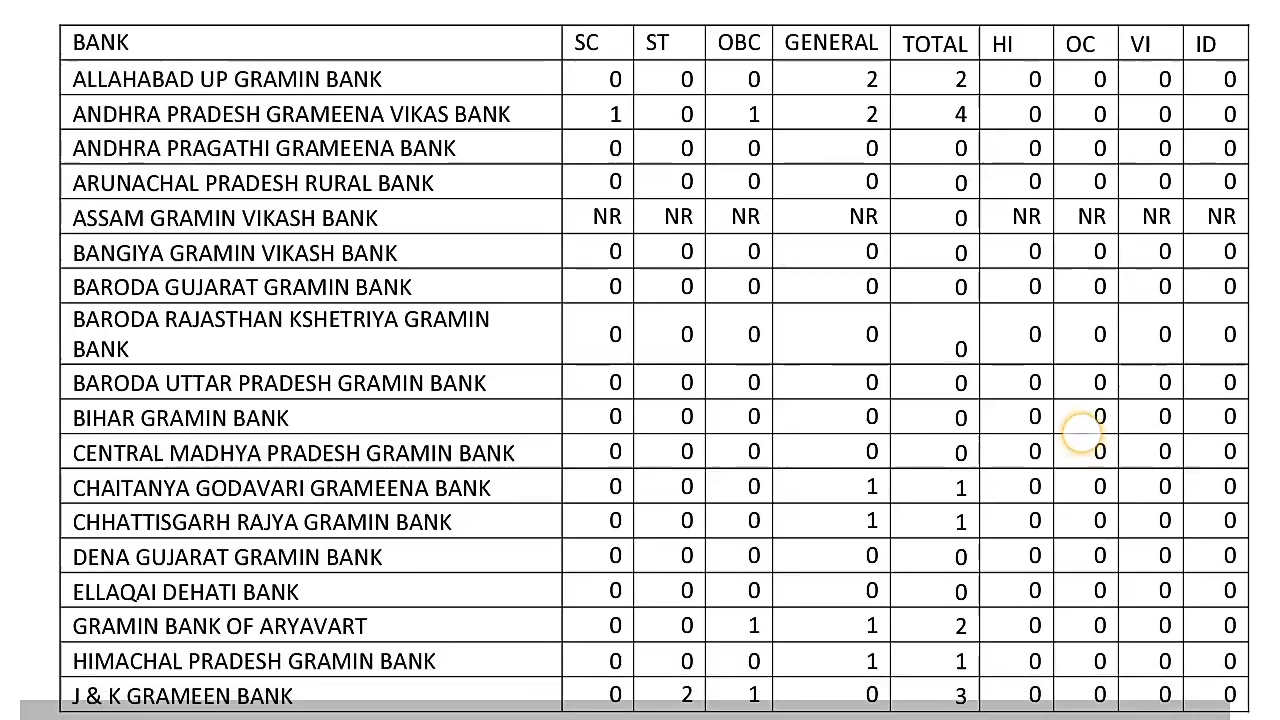 BANK SC ST OBC GENERAL TOTAL HI OC VI ID
ALLAHABAD UP GRAMIN BANK 0 0 0 2 2 0 0 0 0
ANDHRA PRADESH GRAMEENA VIKAS BANK 1 0 1 2 4 0 0 0 0
ANDHRA PRAGATHI GRAMEENA BANK 0 0 0 0 0 0 0 0 0
ARUNACHAL PRADESH RURAL BANK 0 0 0 0 0 0 0 0 0
ASSAM GRAMIN VIKASH BANK NR NR NR NR 0 NR NR NR NR
BANGIYA GRAMIN VIKASH BANK 0 0 0 0 0 0 0 0 0
BARODA GUJARAT GRAMIN BANK 0 0 0 0 0 0 0 0 0
BARODA RAJASTHAN KSHETRIYA GRAMIN
BANK 0 0 0 0 0 0 0 0 0
BARODA UTTAR PRADESH GRAMIN BANK 0 0 0 0 0 0 0 0 0
BIHAR GRAMIN BANK 0 0 0 0 0 0 0 0 0
CENTRAL MADHYA PRADESH GRAMIN BANK 0 0 0 0 0 0 0 0 0
CHAITANYA GODAVARI GRAMEENA BANK 0 0 0 1 1 0 0 0 0
CHHATTISGARH RAJYA GRAMIN BANK 0 0 0 1 1 0 0 0 0
DENA GUJARAT GRAMIN BANK 0 0 0 0 0 0 0 0 0
ELLAQAI DEHATI BANK 0 0 0 0 0 0 0 0 0
GRAMIN BANK OF ARYAVART 0 0 1 1 2 0 0 0 0
HIMACHAL PRADESH GRAMIN BANK 0 0 0 1 1 0 0 0 0
J & K GRAMEEN BANK 0 2 1 0 3 0 0 0 0